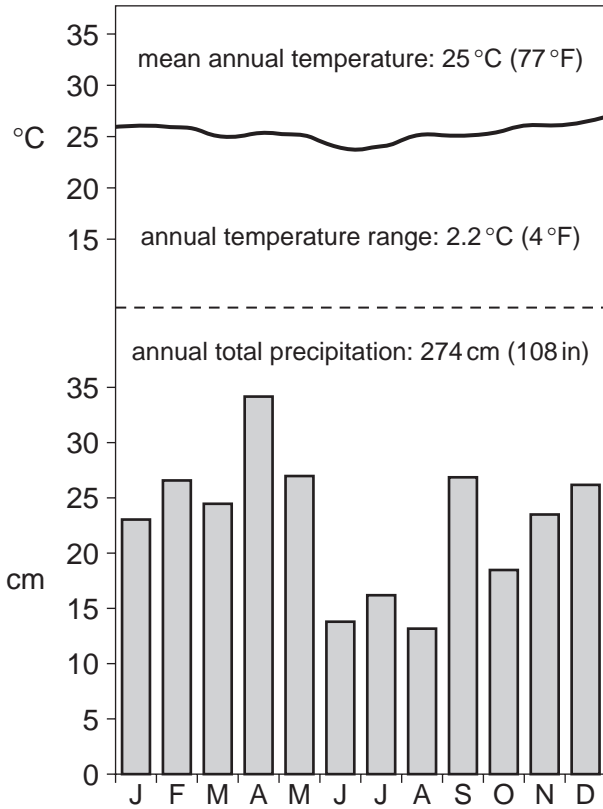 35
mean annual temperature: 25 °C (77 °F)
30
°C
25
20
15
annual temperature range: 2.2 °C (4 °F)
annual total precipitation: 274 cm (108 in)
35
30
25
20
cm
15
10
5
0
J F M A M J J A S O N D